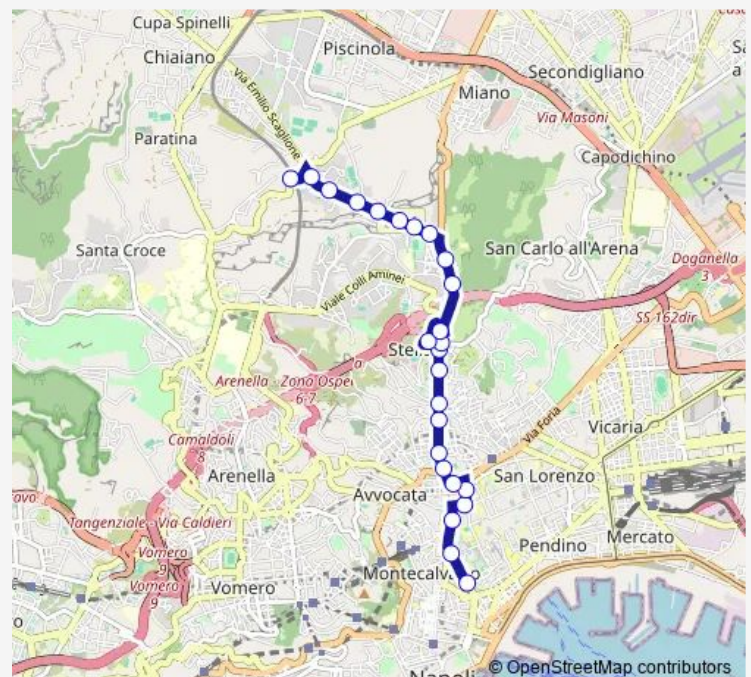 Cupa Spinelli
Piscinola
Chiaiano
Secondigliano
Miano
Via Emilio Scaglione
Via Masoni
Paratina
Capodichino
Santa Croce
San Carlo all'Arena
Doganella
3
Viale Colli Aminei
SS 162dir
Arenella - Zona Ospe
6-7
Via Foria
Vicaria
Camaldoli
8
Arenella
San Lorenzo
Avvocata
Tangenziale - Via Caldieri
Pendino
Mercato
Vomero
9
Vomero
9
Vomero
© OpenStreetMap contributors